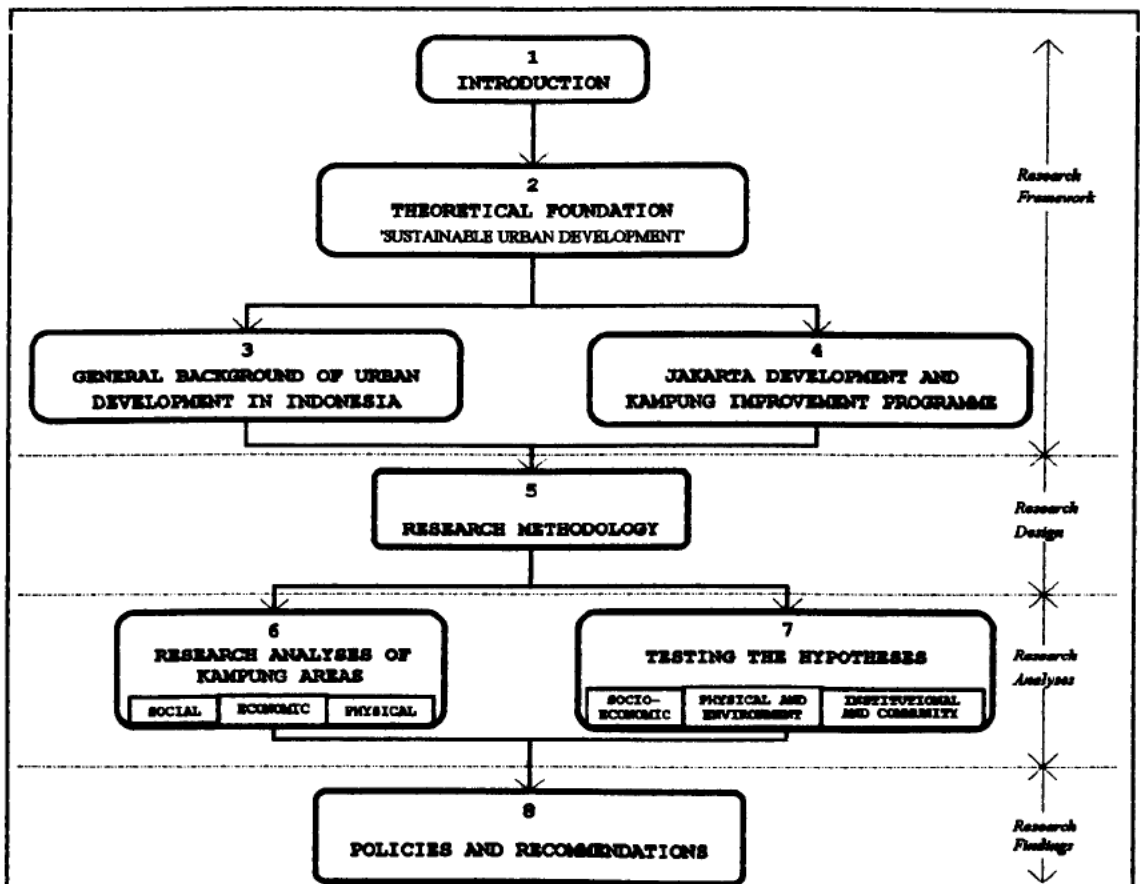 1
INTRODUCTION
2
THEORETICAL FOUNDATION
'SUSTAINABLE URBAN DEVELOPMENT'
Research
Framework
3
GENERAL BACKGROUND OF URBAN
DEVELOPMENT IN INDONESIA
4
JAKARTA DEVELOPMENT AND
KAMPUNG IMPROVEMENT PROGRAMME
5
RESEARCH METHODOLOGY
Research
Design
6
RESEARCH ANALYSES OF
KAMPUNG AREAS
SOCIAL
ECONOMIC
PHYSICAL
7
TESTING THE HYPOTHESES
SOCIO-
ECONOMIC
PHYSICAL AND
ENVIRONMENT
INSTITUTIONAL
AND COMMUNITY
Research
Analyses
8
POLICIES AND RECOMMENDATIONS
Research
Findings